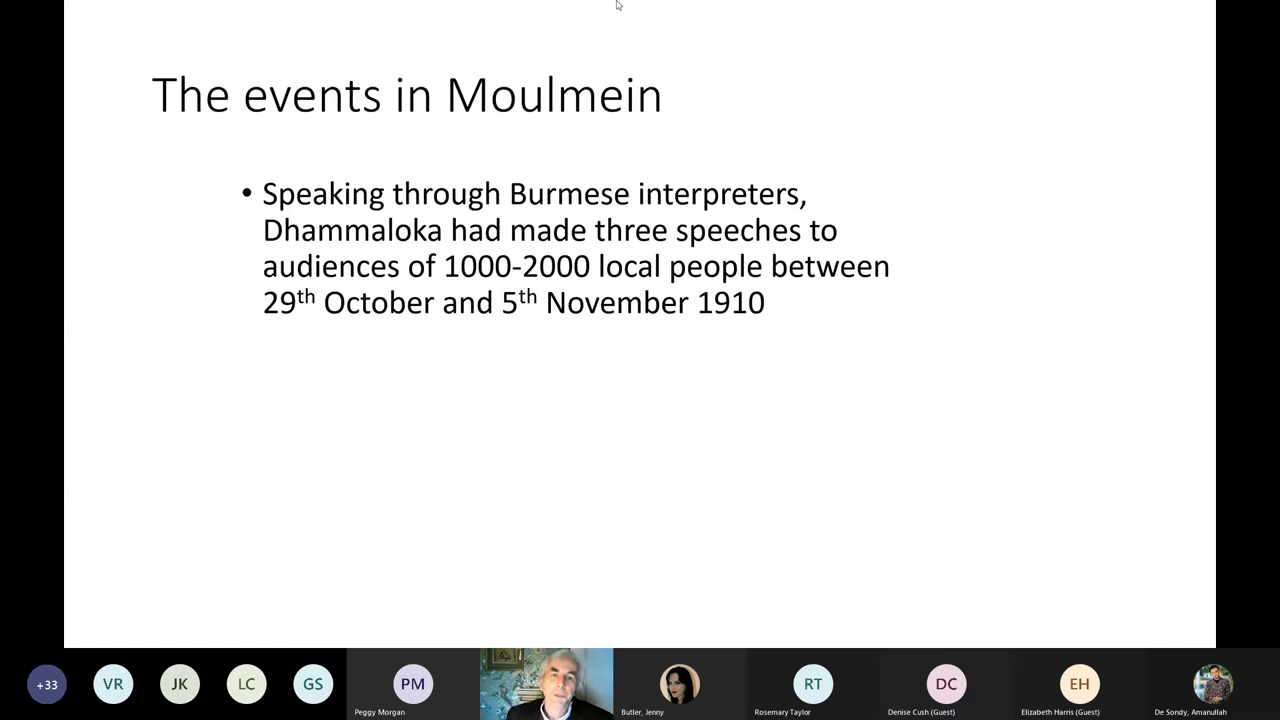 The events in Moulmein
• Speaking through Burmese interpreters,
Dhammaloka had made three speeches to
audiences of 1000-2000 local people between
29th October and 5th November 1910
+33
VR
JK
LC
GS
PM
RT
DC
EH
Peggy Morgan
Butler, Jenny
Rosemary Taylor
Denise Cush (Guest)
Elizabeth Harris (Guest)
De Sondy, Amanullah